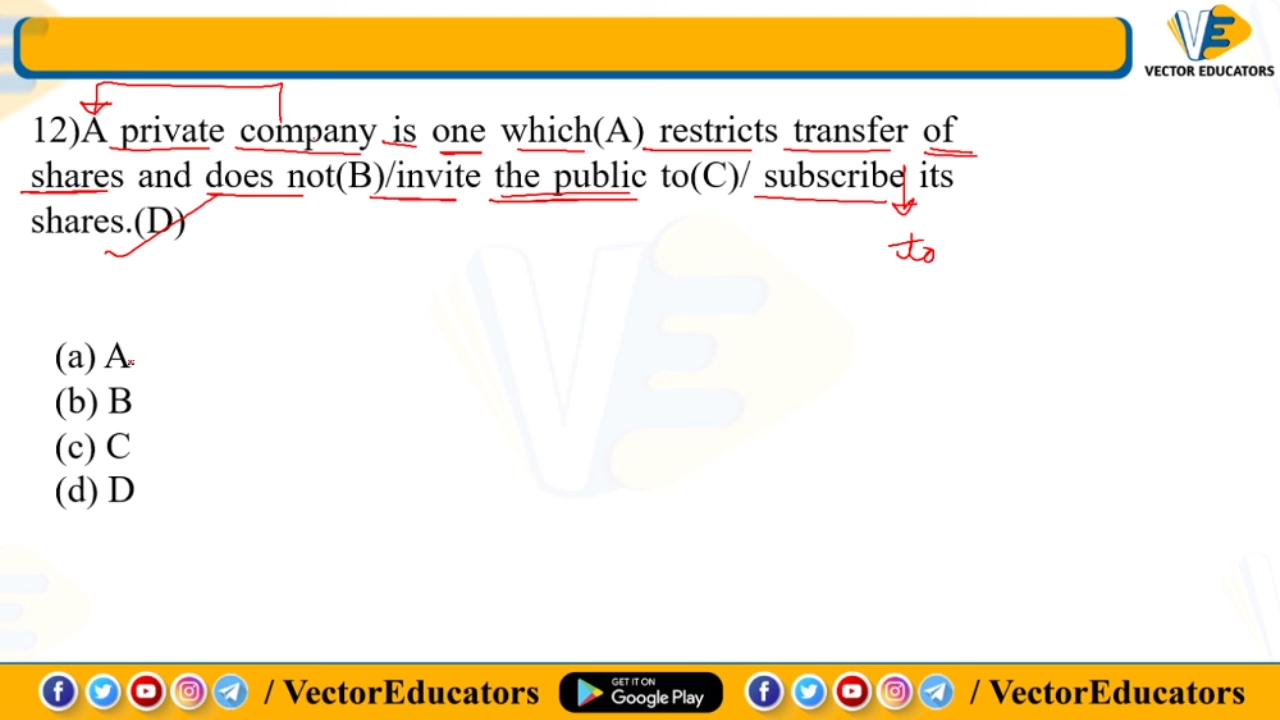 VECTOR EDUCATORS
12)A private company is one which(A) restricts transfer of
shares and does not(B)/invite the public to(C)/ subscribe its
shares.(D)
to
(a) A
(b) B
(c) C
(d) D
/ VectorEducators
GET IT ON
Google Play
/ VectorEducators